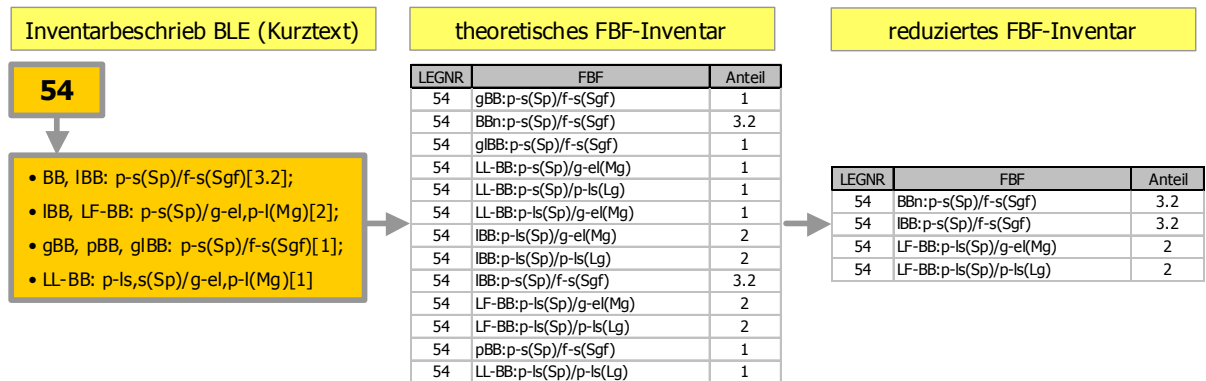 Inventarbeschrieb BLE (Kurztext)
theoretisches FBF-Inventar
reduziertes FBF-Inventar
54
• BB, lBB: p-s(Sp)/f-s(Sgf)[3.2];
• lBB, LF-BB: p-s(Sp)/g-el,p-l(Mg)[2];
• gBB, pBB, glBB: p-s(Sp)/f-s(Sgf)[1];
• LL-BB: p-ls,s(Sp)/g-el,p-l(Mg)[1]
LEGNR FBF Anteil
54 gBB:p-s(Sp)/f-s(Sgf) 1
54 BBn:p-s(Sp)/f-s(Sgf) 3.2
54 glBB:p-s(Sp)/f-s(Sgf) 1
54 LL-BB:p-s(Sp)/g-el(Mg) 1
54 LL-BB:p-s(Sp)/p-ls(Lg) 1
54 LL-BB:p-ls(Sp)/g-el(Mg) 1
54 lBB:p-ls(Sp)/g-el(Mg) 2
54 lBB:p-ls(Sp)/p-ls(Lg) 2
54 lBB:p-s(Sp)/f-s(Sgf) 3.2
54 LF-BB:p-ls(Sp)/g-el(Mg) 2
54 LF-BB:p-ls(Sp)/p-ls(Lg) 2
54 pBB:p-s(Sp)/f-s(Sgf) 1
54 LL-BB:p-ls(Sp)/p-ls(Lg) 1
LEGNR FBF Anteil
54 BBn:p-s(Sp)/f-s(Sgf) 3.2
54 lBB:p-s(Sp)/f-s(Sgf) 3.2
54 LF-BB:p-ls(Sp)/g-el(Mg) 2
54 LF-BB:p-ls(Sp)/p-ls(Lg) 2